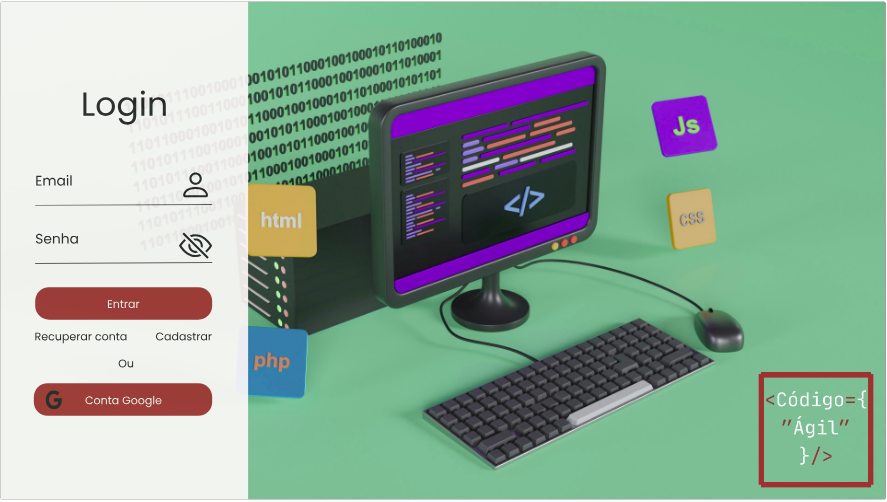 Login
Email
Senha
Entrar
Recuperar conta Cadastrar
Ou
G Conta Google
html
php
</>
Js
CSS
<Código={
"Ágil"
}/>